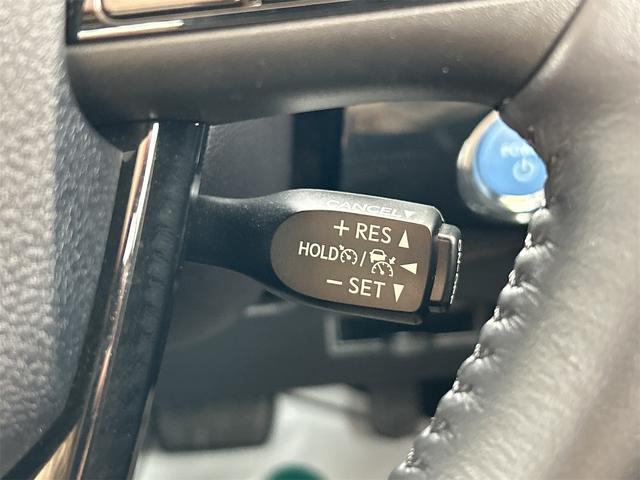 CANCEL
+ RES ▲
HOLD / ◀
− SET ▼
POWER